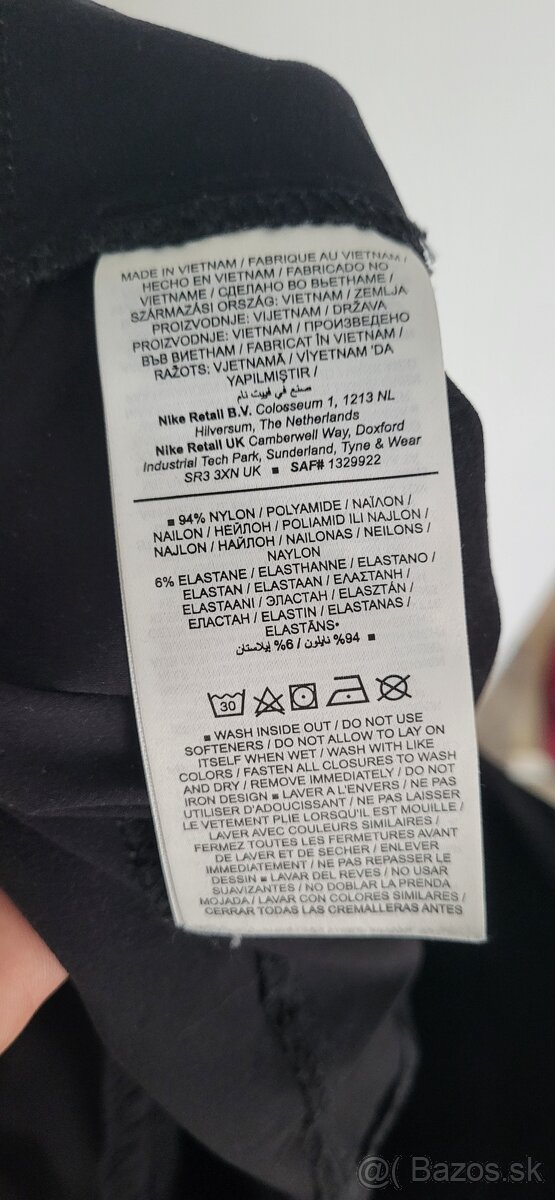 MADE IN VIETNAM / FABRIQUE AU VIETNAM /
HECHO EN VIETNAM / FABRICADO NO
VIETNAME / СДЕЛАНО ВО ВЬЕТНАМЕ /
SZÁRMAZÁSI ORSZÁG: VIETNAM / ZEMLJA
PROIZVODNJE: VIJETNAM / DRŽAVA
PROIZVODNJE: VIETNAM / ПРОИЗВЕДЕНО
ВЪВ ВИЕТНАМ / FABRICAT ÎN VIETNAM /
RAŽOTS: VJETNAMĀ / VİYETNAM 'DA
YAPILMIŞTIR /
صنع في فييت نام
Nike Retail B.V. Colosseum 1, 1213 NL
Hilversum, The Netherlands
Nike Retail UK Camberwell Way, Doxford
Industrial Tech Park, Sunderland, Tyne & Wear
SR3 3XN UK ■ SAF# 1329922
■ 94% NYLON / POLYAMIDE / ΝΑΪΛΟΝ /
NAILON / НЕЙЛОН / POLIAMID ILI NAJLON /
NAJLON / НАЙЛОН / NAILONAS / NEILONS /
NAYLON
6% ELASTANE / ELASTHANNE / ELASTANO /
ELASTAN / ELASTAAN / ΕΛΑΣΤΑΝΗ /
ELASTAANI / ЭЛАСТАН / ELASZTÁN /
ЕЛАСТАН / ELASTIN / ELASTANAS /
ELASTĀNS*
■ 94% نايلون / 6% إيلاستان
30
■ WASH INSIDE OUT / DO NOT USE
SOFTENERS / DO NOT ALLOW TO LAY ON
ITSELF WHEN WET / WASH WITH LIKE
COLORS / FASTEN ALL CLOSURES TO WASH
AND DRY / REMOVE IMMEDIATELY / DO NOT
IRON DESIGN ■ LAVER A L'ENVERS / NE PAS
UTILISER D'ADOUCISSANT / NE PAS LAISSER
LE VETEMENT PLIE LORSQU'IL EST MOUILLE /
LAVER AVEC COULEURS SIMILAIRES /
FERMEZ TOUTES LES FERMETURES AVANT
DE LAVER ET DE SECHER / ENLEVER
IMMEDIATEMENT / NE PAS REPASSER LE
DESSIN ■ LAVAR DEL REVES / NO USAR
SUAVIZANTES / NO DOBLAR LA PRENDA
MOJADA / LAVAR CON COLORES SIMILARES /
CERRAR TODAS LAS CREMALLERAS ANTES
@( Bazos.sk